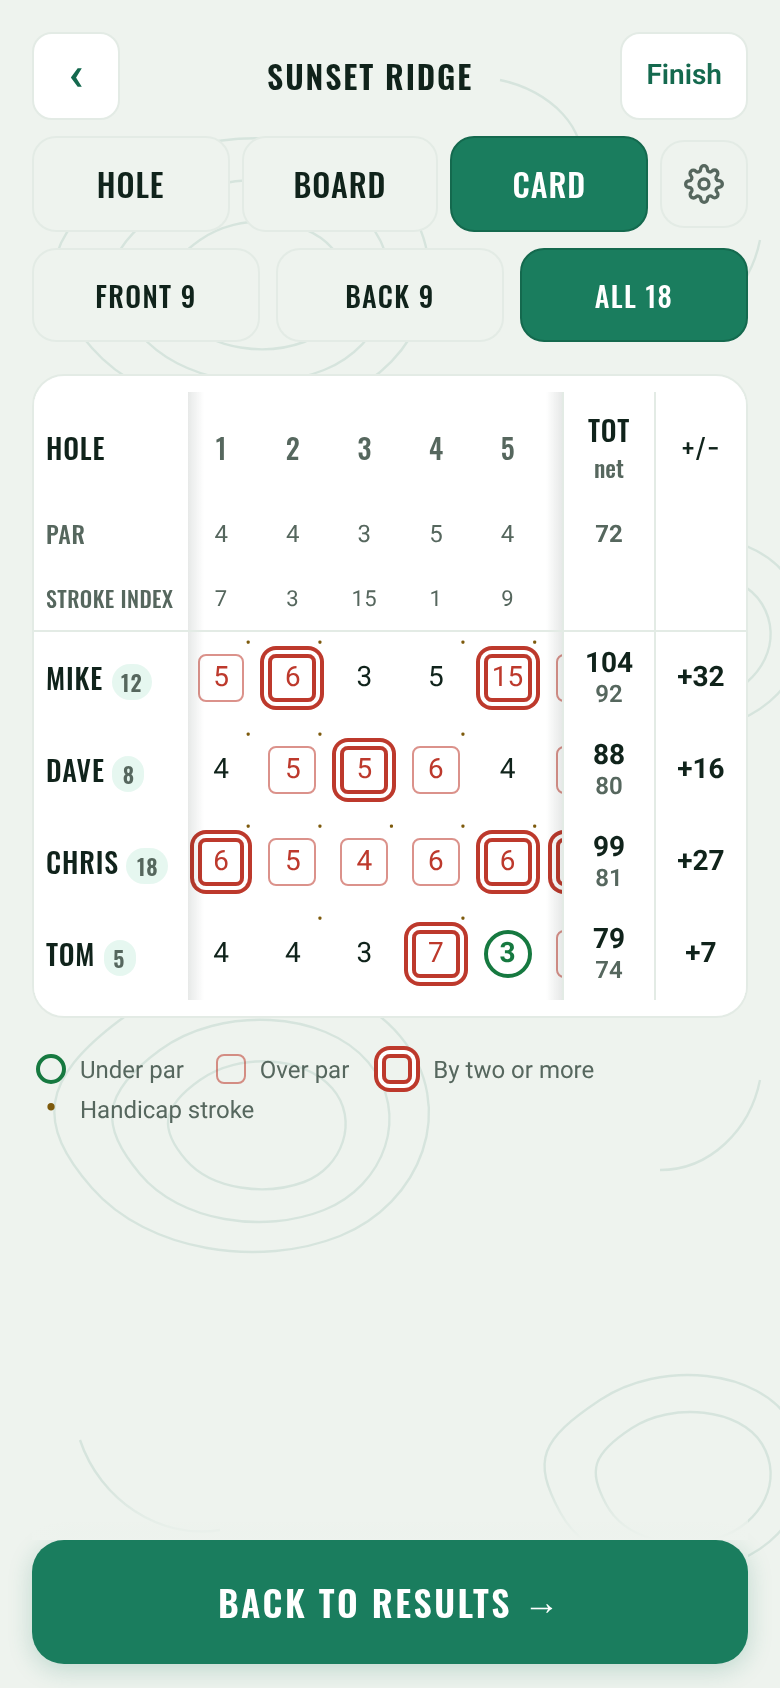 ‹ SUNSET RIDGE Finish
HOLE BOARD CARD
FRONT 9 BACK 9 ALL 18
HOLE 1 2 3 4 5 TOT net +/−
PAR 4 4 3 5 4 72
STROKE INDEX 7 3 15 1 9
MIKE 12 5 6 3 5 15 104 92 +32
DAVE 8 4 5 5 6 4 88 80 +16
CHRIS 18 6 5 4 6 6 99 81 +27
TOM 5 4 4 3 7 3 79 74 +7
Under par Over par By two or more
Handicap stroke
BACK TO RESULTS →